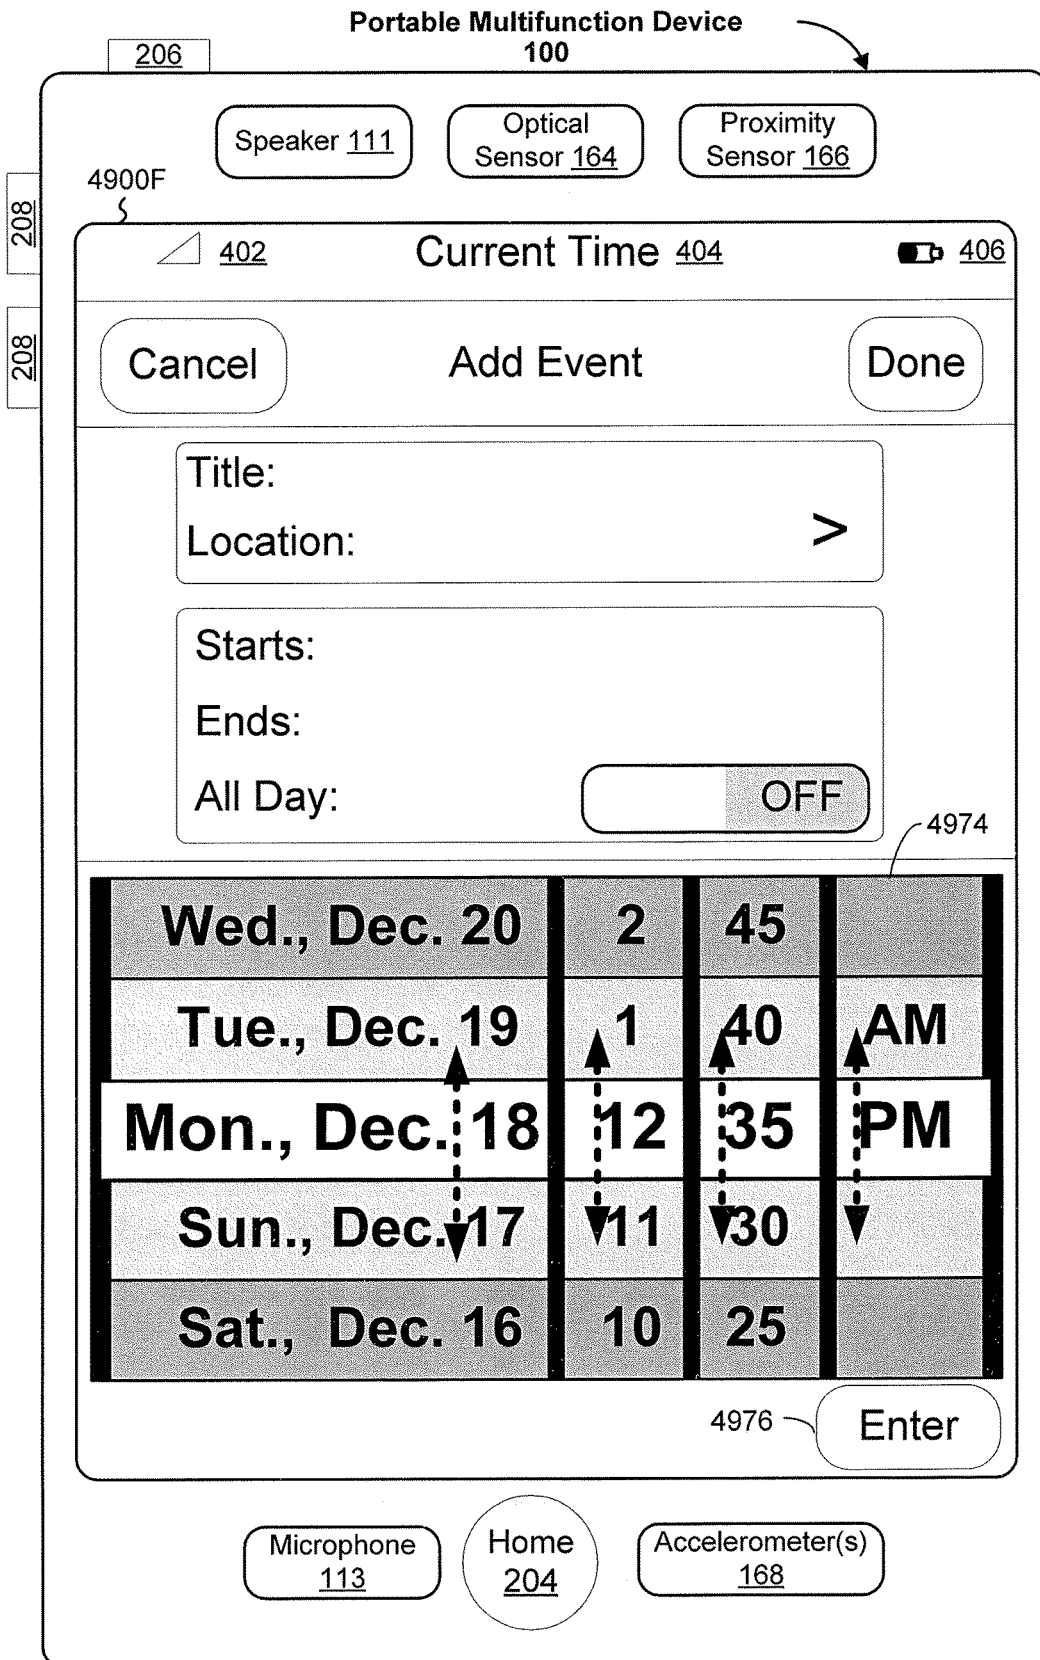 Portable Multifunction Device
100
206
Speaker 111
Optical
Sensor 164
Proximity
Sensor 166
4900F
208
208
402
Current Time 404
406
Cancel
Add Event
Done
Title:
Location:
>
Starts:
Ends:
All Day:
OFF
4974
Wed., Dec. 20 2 45
Tue., Dec. 19 1 40 AM
Mon., Dec. 18 12 35 PM
Sun., Dec. 17 11 30
Sat., Dec. 16 10 25
4976
Enter
Microphone
113
Home
204
Accelerometer(s)
168